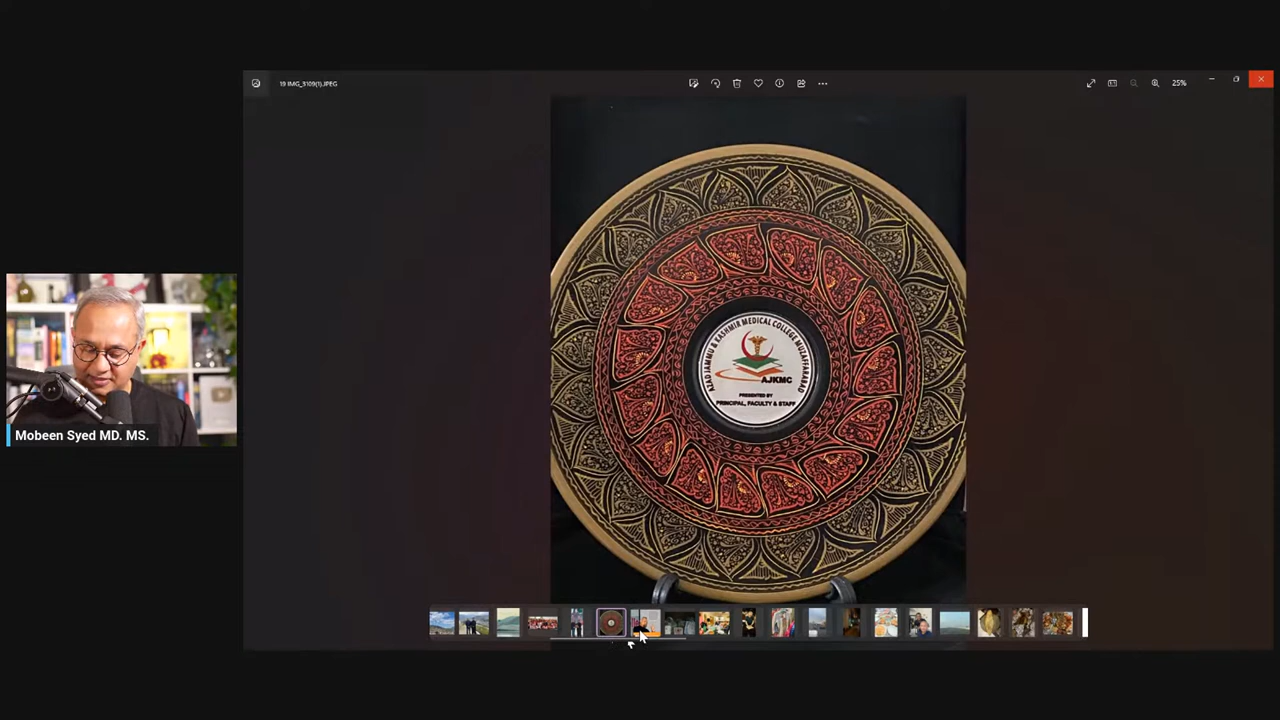 19 IMG_3109(1).JPEG
25%
AZAD JAMMU & KASHMIR MEDICAL COLLEGE MUZAFFARABAD
AJKMC
PRESENTED BY
PRINCIPAL, FACULTY & STAFF
Mobeen Syed MD. MS.